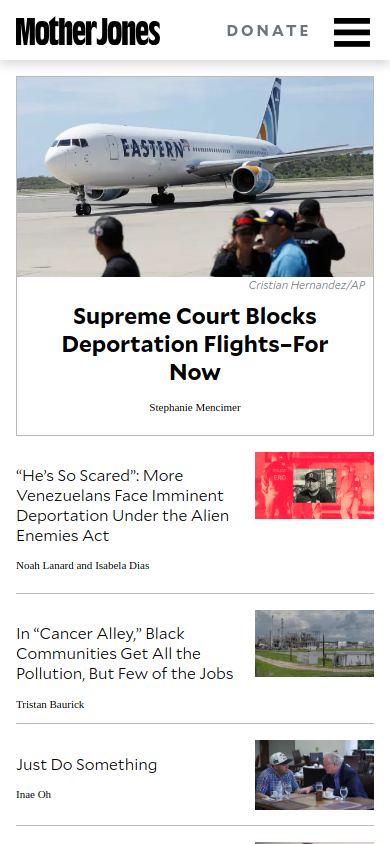 Mother Jones
DONATE
EASTERN
Cristian Hernandez/AP
Supreme Court Blocks
Deportation Flights–For
Now
Stephanie Mencimer
“He’s So Scared”: More
Venezuelans Face Imminent
Deportation Under the Alien
Enemies Act
Noah Lanard and Isabela Dias
POLICE
ERO
In “Cancer Alley,” Black
Communities Get All the
Pollution, But Few of the Jobs
Tristan Baurick
Just Do Something
Inae Oh